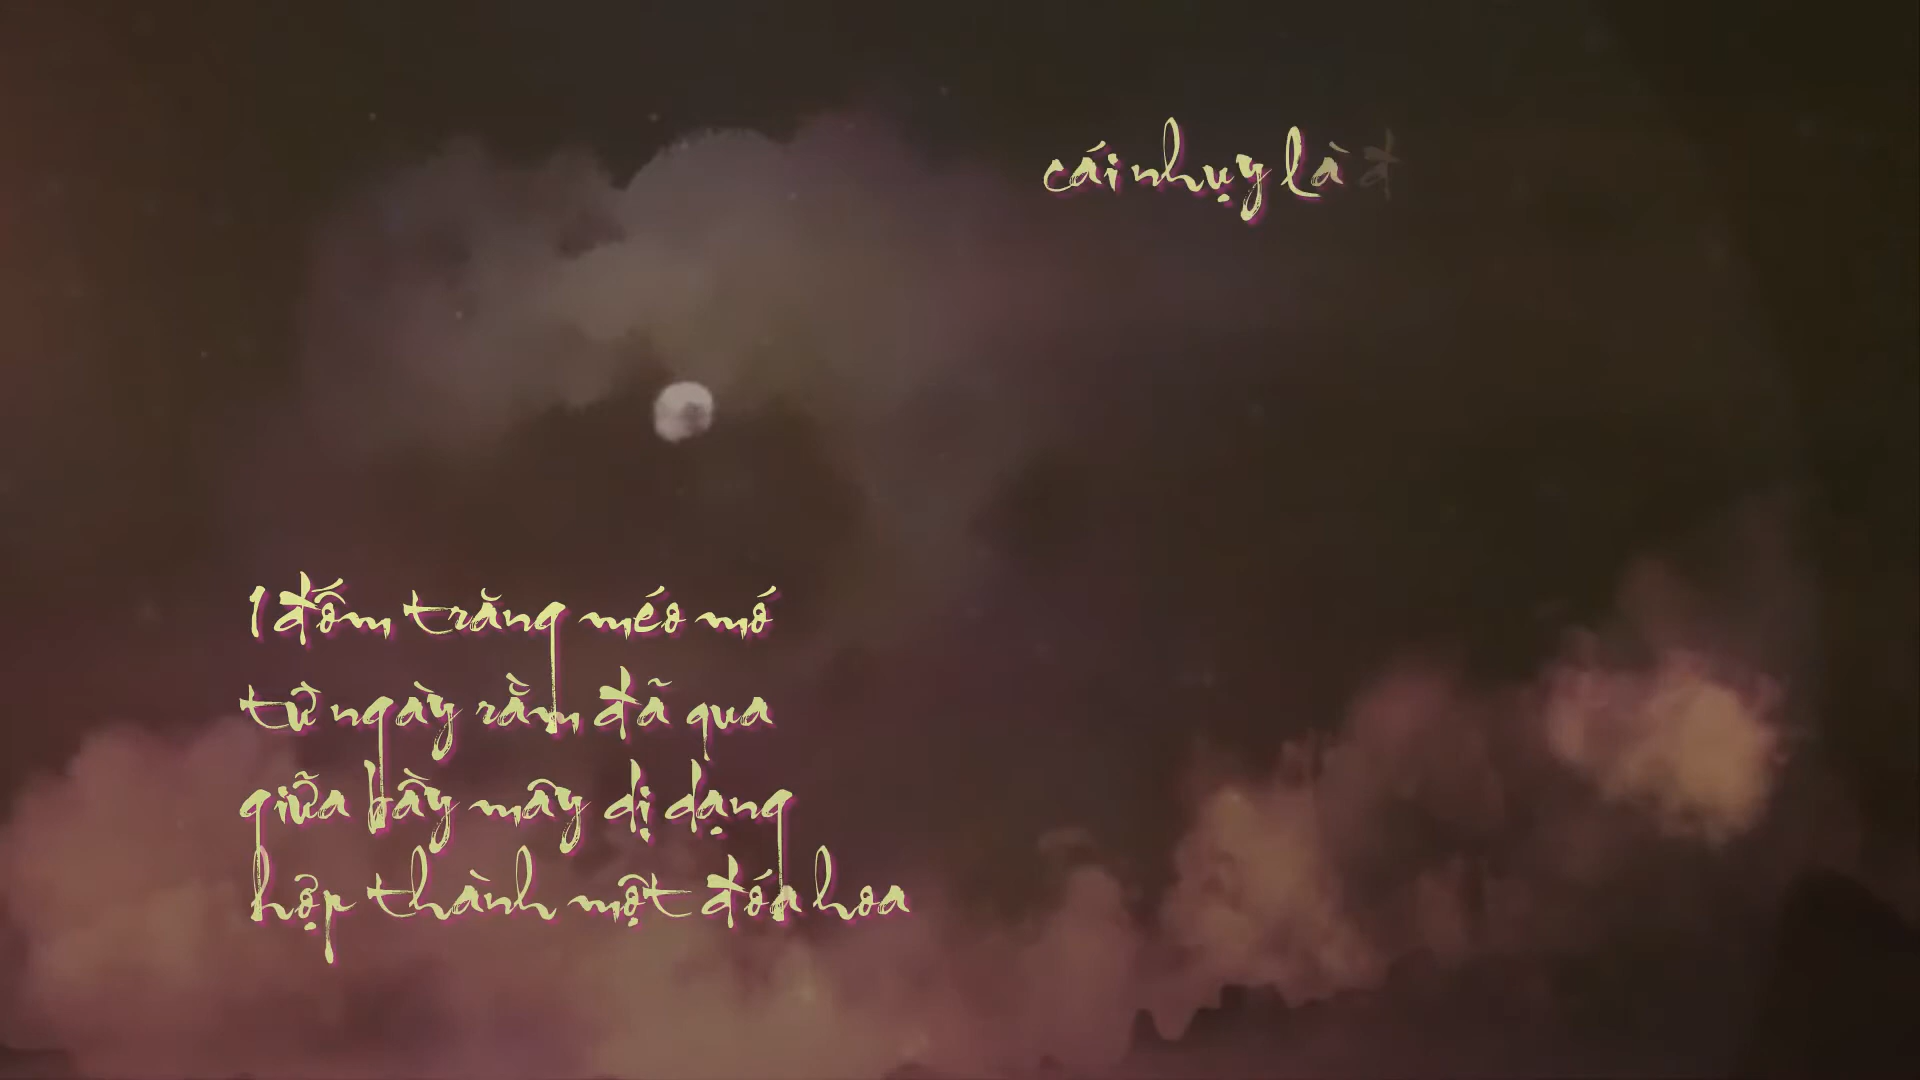 1 đốm trăng méo mó
từ ngày rằm đã qua
giữa bầy mây dị dạng
hợp thành một đóa hoa
cái nhụy là đ